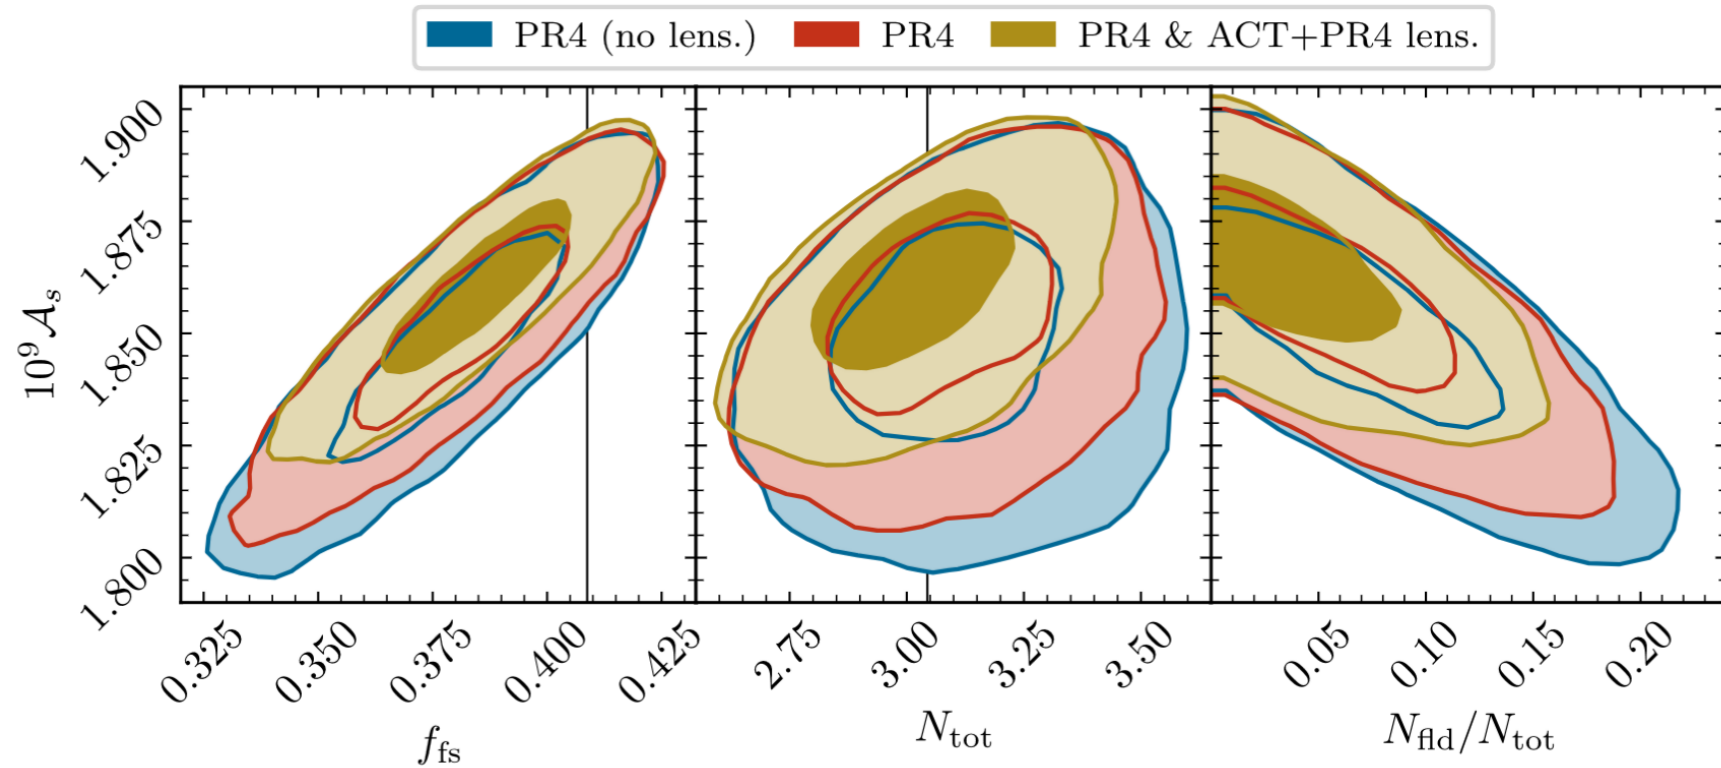 PR4 (no lens.) PR4 PR4 & ACT+PR4 lens.
10⁹ 𝒜ₛ
1.900
1.875
1.850
1.825
1.800
0.325 0.350 0.375 0.400 0.425 2.75 3.00 3.25 3.50 0.05 0.10 0.15 0.20
f_fs N_tot N_fld/N_tot